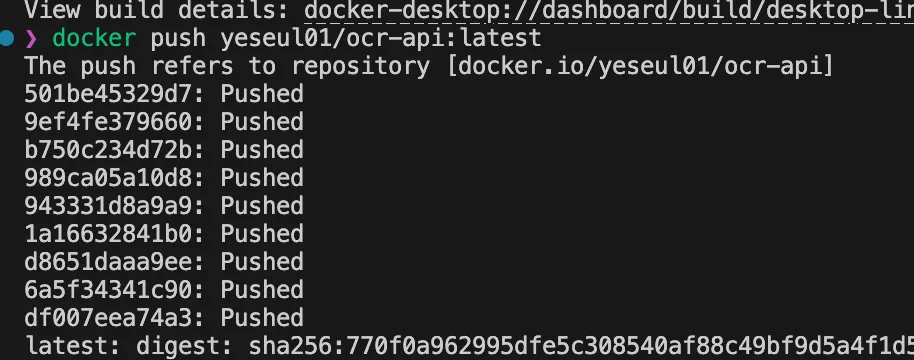 View build details: docker-desktop://dashboard/build/desktop-lin
❯ docker push yeseul01/ocr-api:latest
The push refers to repository [docker.io/yeseul01/ocr-api]
501be45329d7: Pushed
9ef4fe379660: Pushed
b750c234d72b: Pushed
989ca05a10d8: Pushed
943331d8a9a9: Pushed
1a16632841b0: Pushed
d8651daaa9ee: Pushed
6a5f34341c90: Pushed
df007eea74a3: Pushed
latest: digest: sha256:770f0a962995dfe5c308540af88c49bf9d5a4f1d5